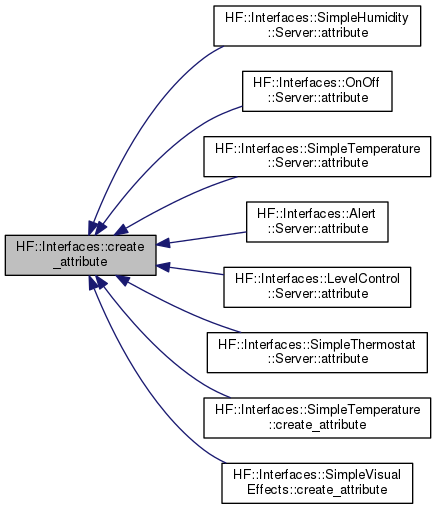 HF::Interfaces::SimpleHumidity
::Server::attribute
HF::Interfaces::OnOff
::Server::attribute
HF::Interfaces::SimpleTemperature
::Server::attribute
HF::Interfaces::Alert
::Server::attribute
HF::Interfaces::create
_attribute
HF::Interfaces::LevelControl
::Server::attribute
HF::Interfaces::SimpleThermostat
::Server::attribute
HF::Interfaces::SimpleTemperature
::create_attribute
HF::Interfaces::SimpleVisual
Effects::create_attribute